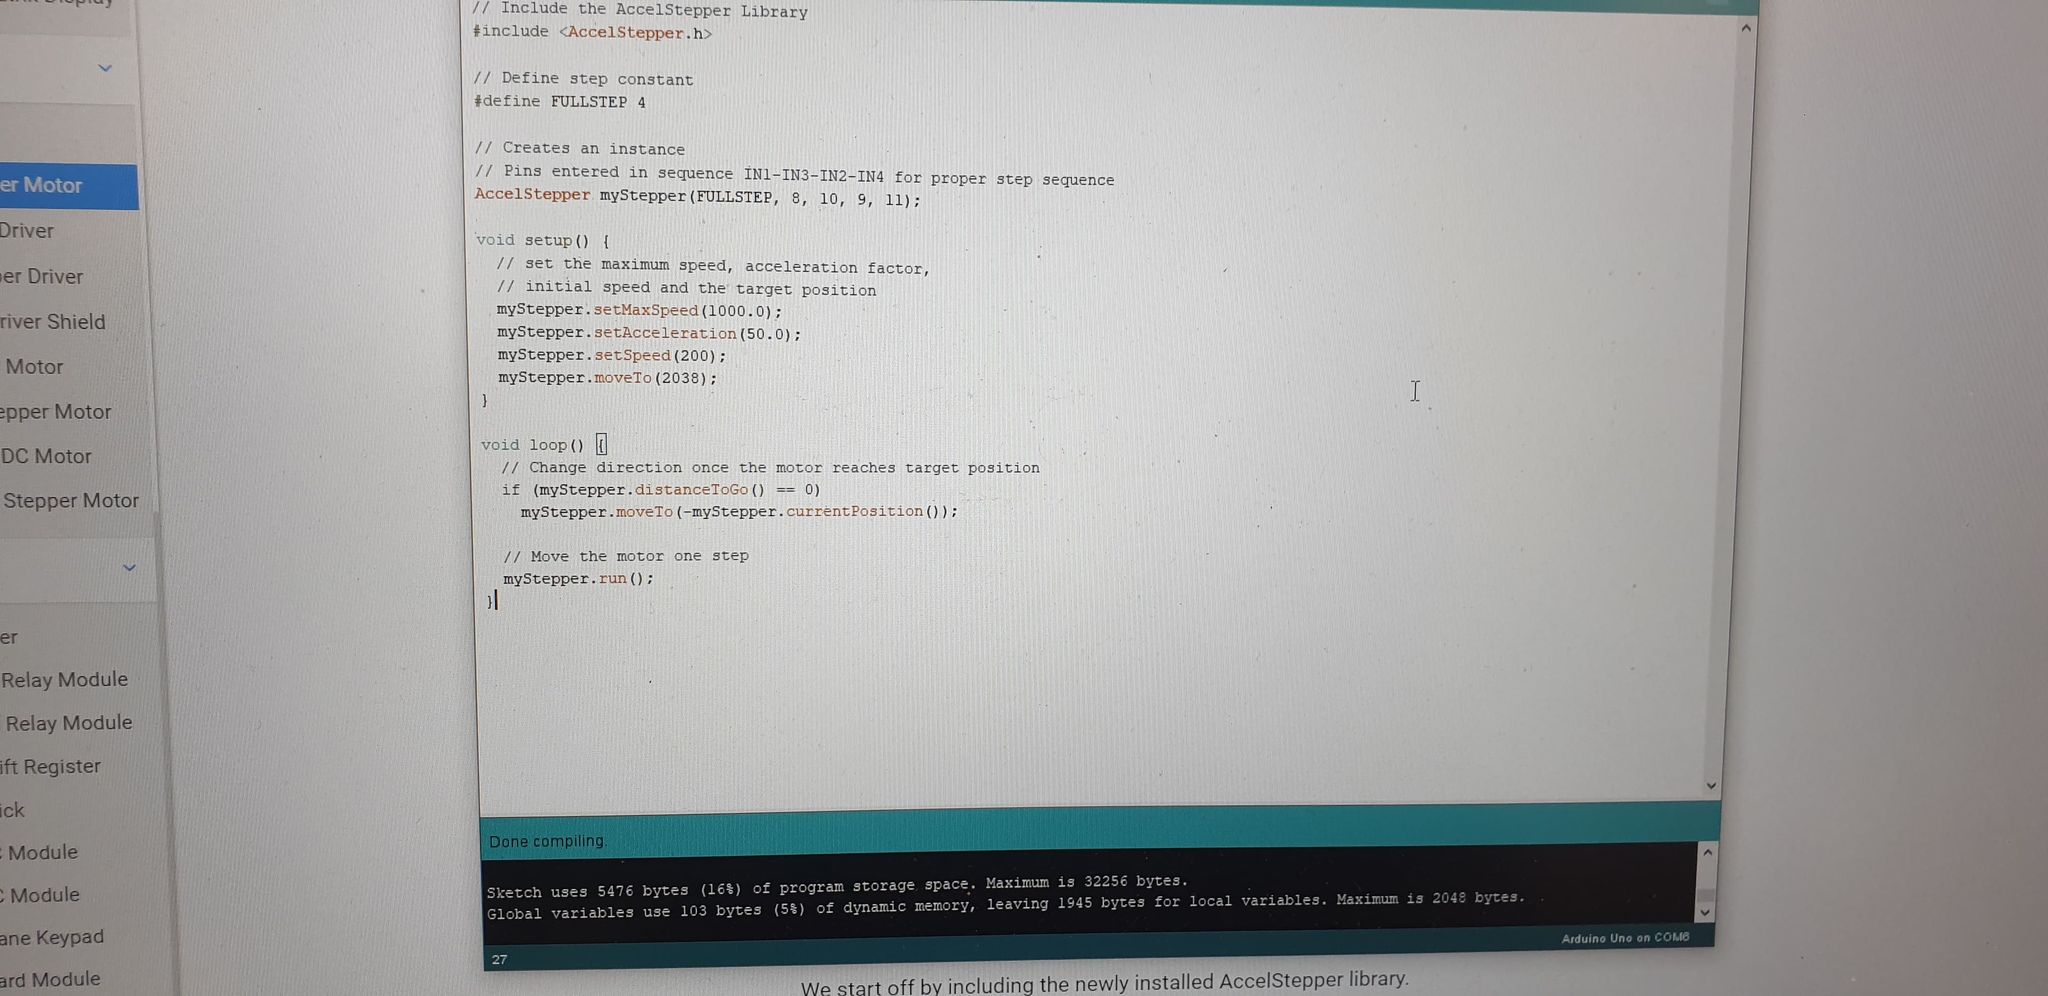 // Include the AccelStepper Library
#include <AccelStepper.h>
// Define step constant
#define FULLSTEP 4
// Creates an instance
// Pins entered in sequence IN1-IN3-IN2-IN4 for proper step sequence
AccelStepper myStepper(FULLSTEP, 8, 10, 9, 11);
void setup() {
// set the maximum speed, acceleration factor,
// initial speed and the target position
myStepper.setMaxSpeed(1000.0);
myStepper.setAcceleration(50.0);
myStepper.setSpeed(200);
myStepper.moveTo(2038);
}
void loop() {
// Change direction once the motor reaches target position
if (myStepper.distanceToGo() == 0)
myStepper.moveTo(-myStepper.currentPosition());
// Move the motor one step
myStepper.run();
}
Done compiling.
Sketch uses 5476 bytes (16%) of program storage space. Maximum is 32256 bytes.
Global variables use 103 bytes (5%) of dynamic memory, leaving 1945 bytes for local variables. Maximum is 2048 bytes.
27
Arduino Uno on COM6
We start off by including the newly installed AccelStepper library.
er Motor
Driver
er Driver
river Shield
Motor
epper Motor
DC Motor
Stepper Motor
er
Relay Module
Relay Module
ift Register
ick
Module
Module
ane Keypad
ard Module